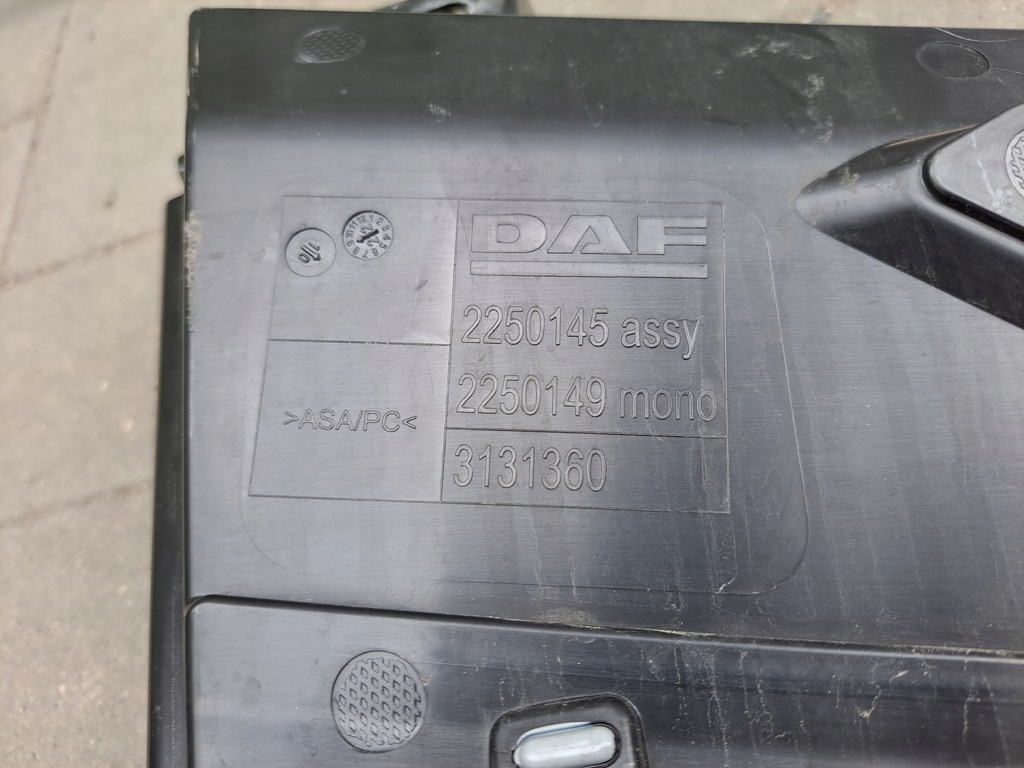 DAF
2250145 assy
2250149 mono
>ASA/PC<
3131360